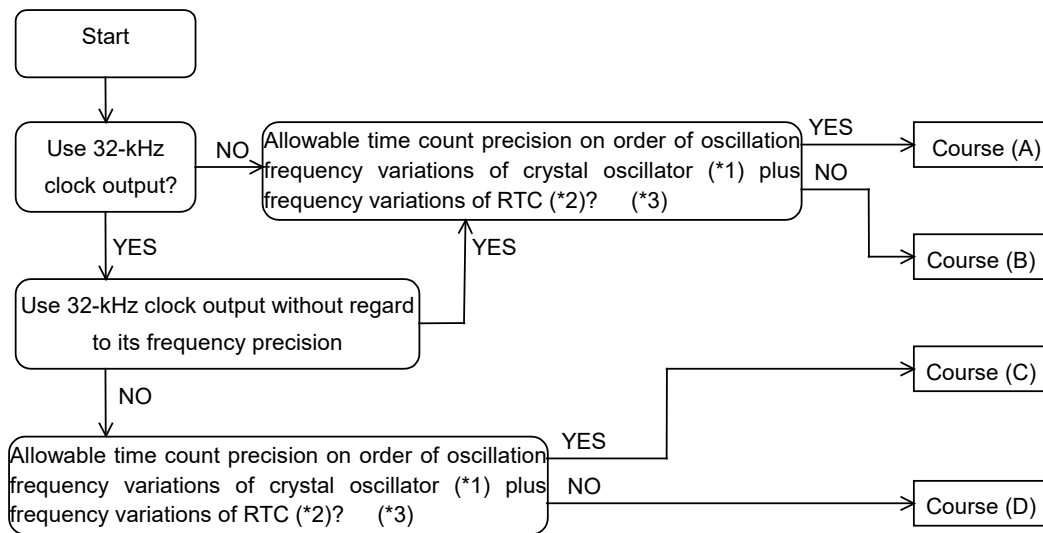 Start
Use 32-kHz
clock output?
NO
YES
Allowable time count precision on order of oscillation
frequency variations of crystal oscillator (*1) plus
frequency variations of RTC (*2)? (*3)
YES
Course (A)
NO
Course (B)
YES
Use 32-kHz clock output without regard
to its frequency precision
NO
Allowable time count precision on order of oscillation
frequency variations of crystal oscillator (*1) plus
frequency variations of RTC (*2)? (*3)
YES
Course (C)
NO
Course (D)